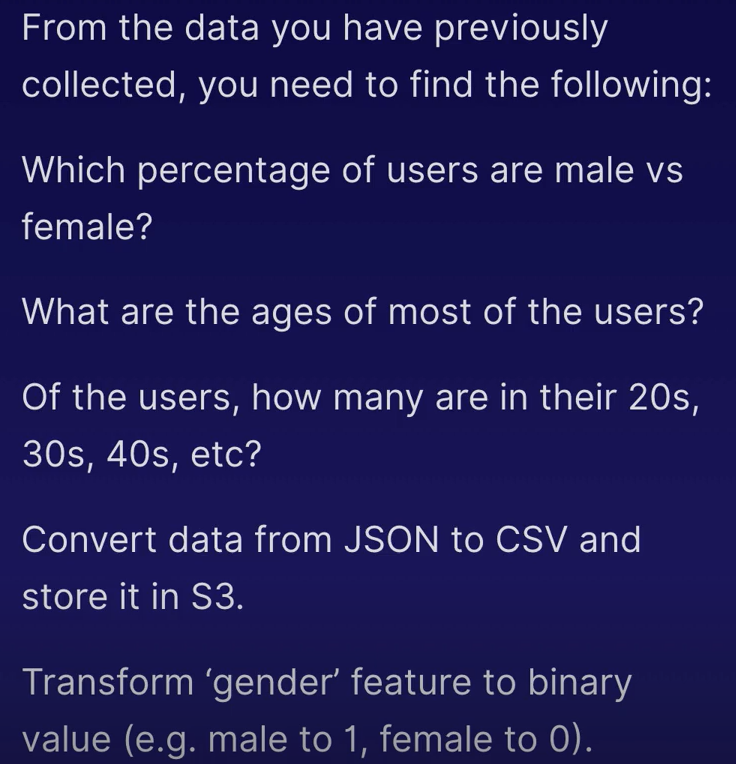 From the data you have previously
collected, you need to find the following:
Which percentage of users are male vs
female?
What are the ages of most of the users?
Of the users, how many are in their 20s,
30s, 40s, etc?
Convert data from JSON to CSV and
store it in S3.
Transform ‘gender’ feature to binary
value (e.g. male to 1, female to 0).